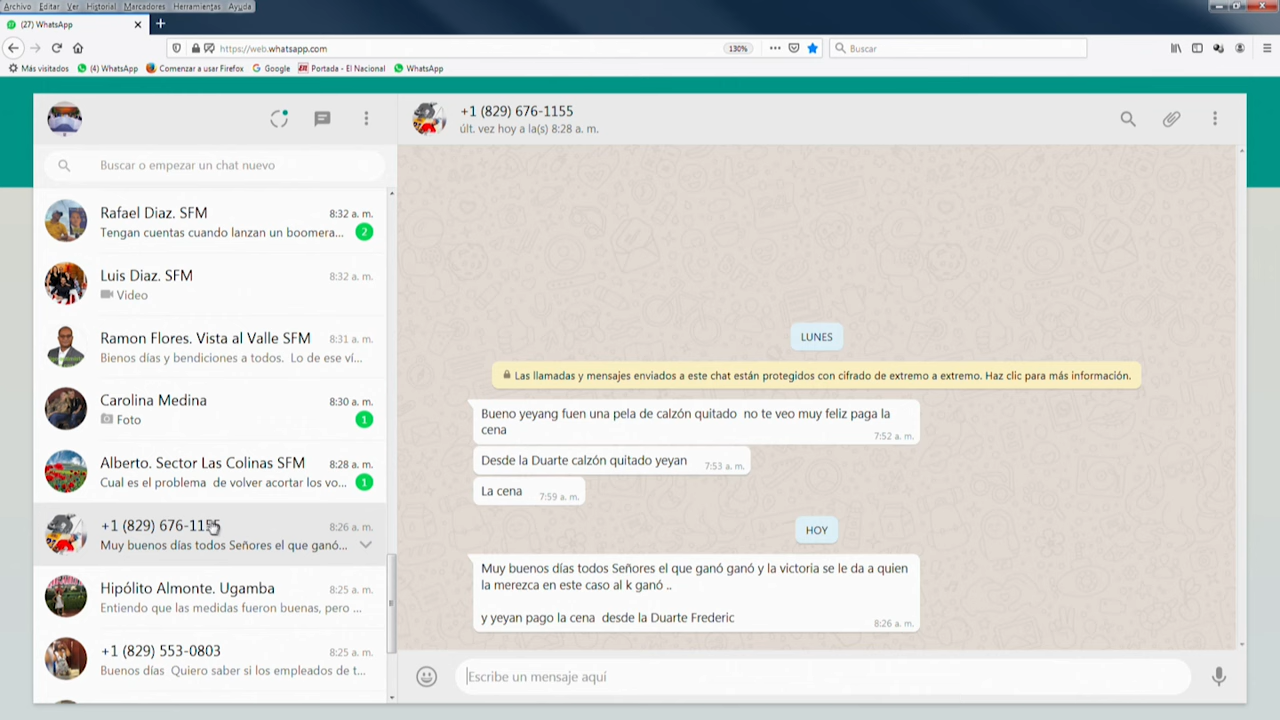 Archivo Editar Ver Historial Marcadores Herramientas Ayuda
(27) WhatsApp
https://web.whatsapp.com
130%
Buscar
Más visitados
(4) WhatsApp
Comenzar a usar Firefox
Google
Portada - El Nacional
WhatsApp
Buscar o empezar un chat nuevo
Rafael Diaz. SFM
8:32 a. m.
Tengan cuentas cuando lanzan un boomera...
2
Luis Diaz. SFM
8:32 a. m.
Video
Ramon Flores. Vista al Valle SFM
8:31 a. m.
Bienos días y bendiciones a todos. Lo de ese ví...
Carolina Medina
8:30 a. m.
Foto
1
Alberto. Sector Las Colinas SFM
8:28 a. m.
Cual es el problema de volver acortar los vo...
1
+1 (829) 676-1155
8:26 a. m.
Muy buenos días todos Señores el que ganó...
Hipólito Almonte. Ugamba
8:25 a. m.
Entiendo que las medidas fueron buenas, pero ...
+1 (829) 553-0803
8:25 a. m.
Buenos días Quiero saber si los empleados de t...
+1 (829) 676-1155
últ. vez hoy a la(s) 8:28 a. m.
LUNES
Las llamadas y mensajes enviados a este chat están protegidos con cifrado de extremo a extremo. Haz clic para más información.
Bueno yeyang fuen una pela de calzón quitado no te veo muy feliz paga la
cena
7:52 a. m.
Desde la Duarte calzón quitado yeyan
7:53 a. m.
La cena
7:59 a. m.
HOY
Muy buenos días todos Señores el que ganó ganó y la victoria se le da a quien
la merezca en este caso al k ganó ..
y yeyan pago la cena desde la Duarte Frederic
8:26 a. m.
Escribe un mensaje aquí